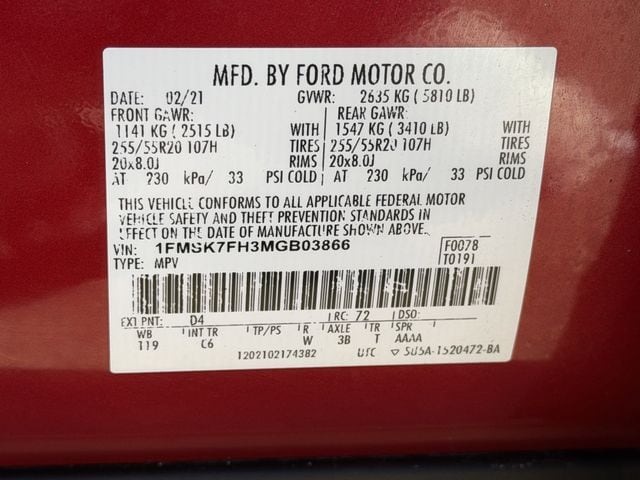 MFD. BY FORD MOTOR CO.
DATE: 02/21 GVWR: 2635 KG ( 5810 LB)
FRONT GAWR: REAR GAWR:
1141 KG ( 2515 LB) WITH 1547 KG ( 3410 LB) WITH
255/55R20 107H TIRES 255/55R20 107H TIRES
20x8.0J RIMS 20x8.0J RIMS
AT 230 kPa/ 33 PSI COLD AT 230 kPa/ 33 PSI COLD
THIS VEHICLE CONFORMS TO ALL APPLICABLE FEDERAL MOTOR
VEHICLE SAFETY AND THEFT PREVENTION STANDARDS IN
EFFECT ON THE DATE OF MANUFACTURE SHOWN ABOVE.
VIN: 1FMSK7FH3MGB03866 F0078
TYPE: MPV T0191
EXT PNT: D4 RC: 72 DSO:
WB INT TR TP/PS R AXLE TR SPR
119 C6 W 3B T AAAA
1202102174382 UTC 5U5A-1520472-BA